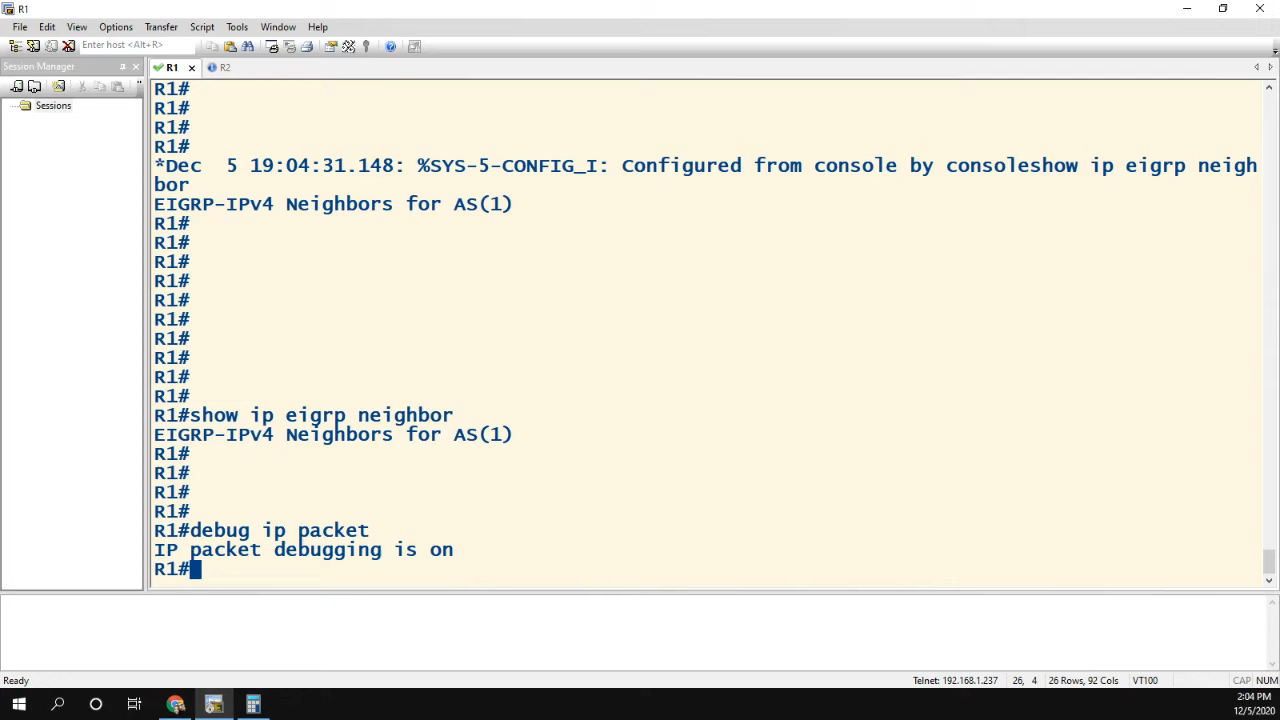 R1
File Edit View Options Transfer Script Tools Window Help
Enter host <Alt+R>
Session Manager
R1
R2
Sessions
R1#
R1#
R1#
R1#
*Dec  5 19:04:31.148: %SYS-5-CONFIG_I: Configured from console by consoleshow ip eigrp neigh
bor
EIGRP-IPv4 Neighbors for AS(1)
R1#
R1#
R1#
R1#
R1#
R1#
R1#
R1#
R1#
R1#
R1#show ip eigrp neighbor
EIGRP-IPv4 Neighbors for AS(1)
R1#
R1#
R1#
R1#
R1#debug ip packet
IP packet debugging is on
R1#
Ready
Telnet: 192.168.1.237 26, 4 26 Rows, 92 Cols VT100 CAP NUM
2:04 PM
12/5/2020